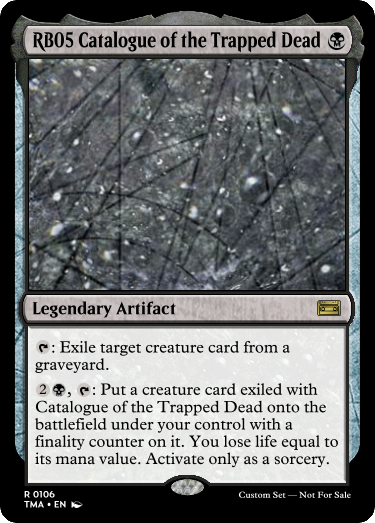 RB05 Catalogue of the Trapped Dead
Legendary Artifact
: Exile target creature card from a
graveyard.
2 , : Put a creature card exiled with
Catalogue of the Trapped Dead onto the
battlefield under your control with a
finality counter on it. You lose life equal to
its mana value. Activate only as a sorcery.
R 0106
TMA • EN
Custom Set — Not For Sale